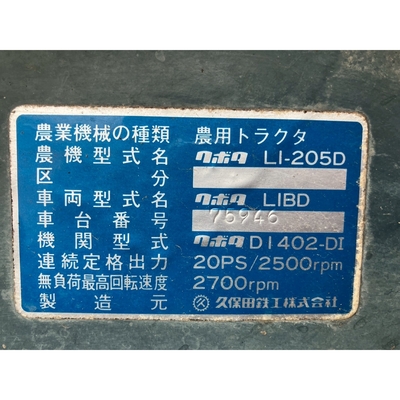 農業機械の種類 農用トラクタ
農機型式名 クボタ L1-205D
区分
車両型式名 クボタ L1BD
車台番号 75946
機関型式 クボタ D1402-DI
連続定格出力 20PS/2500rpm
無負荷最高回転速度 2700rpm
製造元 久保田鉄工株式会社